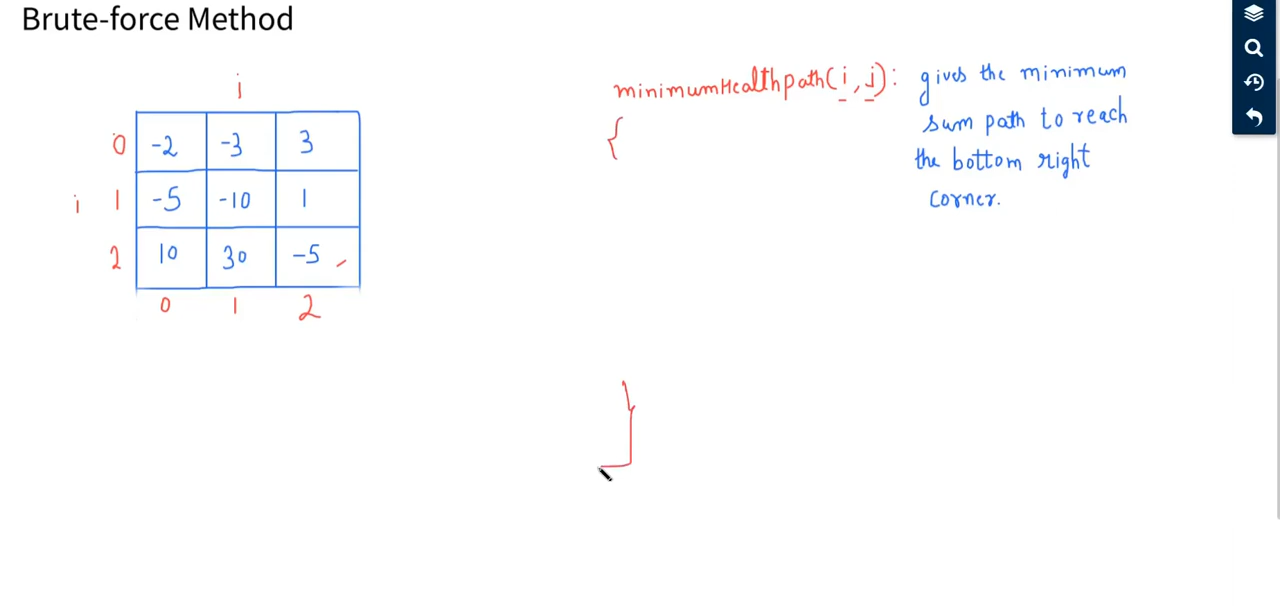 Brute-force Method
j
0 -2 -3 3
i 1 -5 -10 1
2 10 30 -5
0 1 2
minimumHealthpath(i,j):
{
}
gives the minimum
sum path to reach
the bottom right
corner.